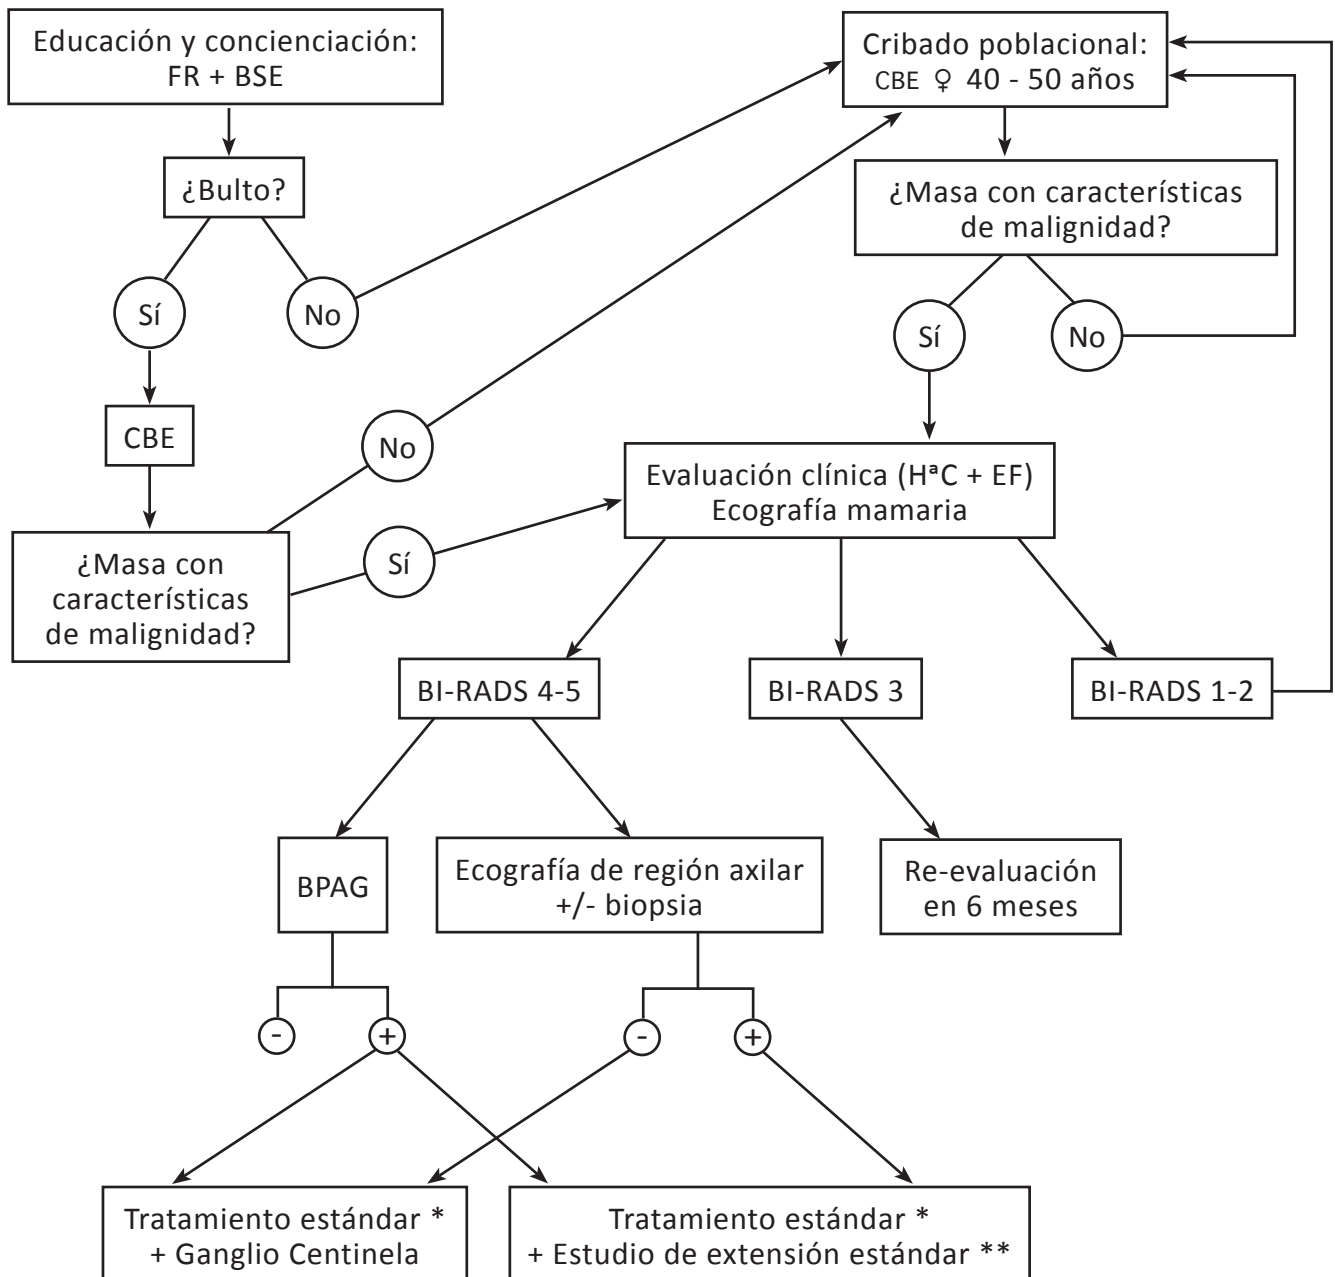 Educación y concienciación:
FR + BSE
Cribado poblacional:
CBE ♀ 40 - 50 años
¿Bulto?
¿Masa con características
de malignidad?
Sí
No
Sí
No
CBE
No
Evaluación clínica (HªC + EF)
Ecografía mamaria
¿Masa con
características
de malignidad?
Sí
BI-RADS 4-5
BI-RADS 3
BI-RADS 1-2
BPAG
Ecografía de región axilar
+/- biopsia
Re-evaluación
en 6 meses
-
+
-
+
Tratamiento estándar *
+ Ganglio Centinela
Tratamiento estándar *
+ Estudio de extensión estándar **